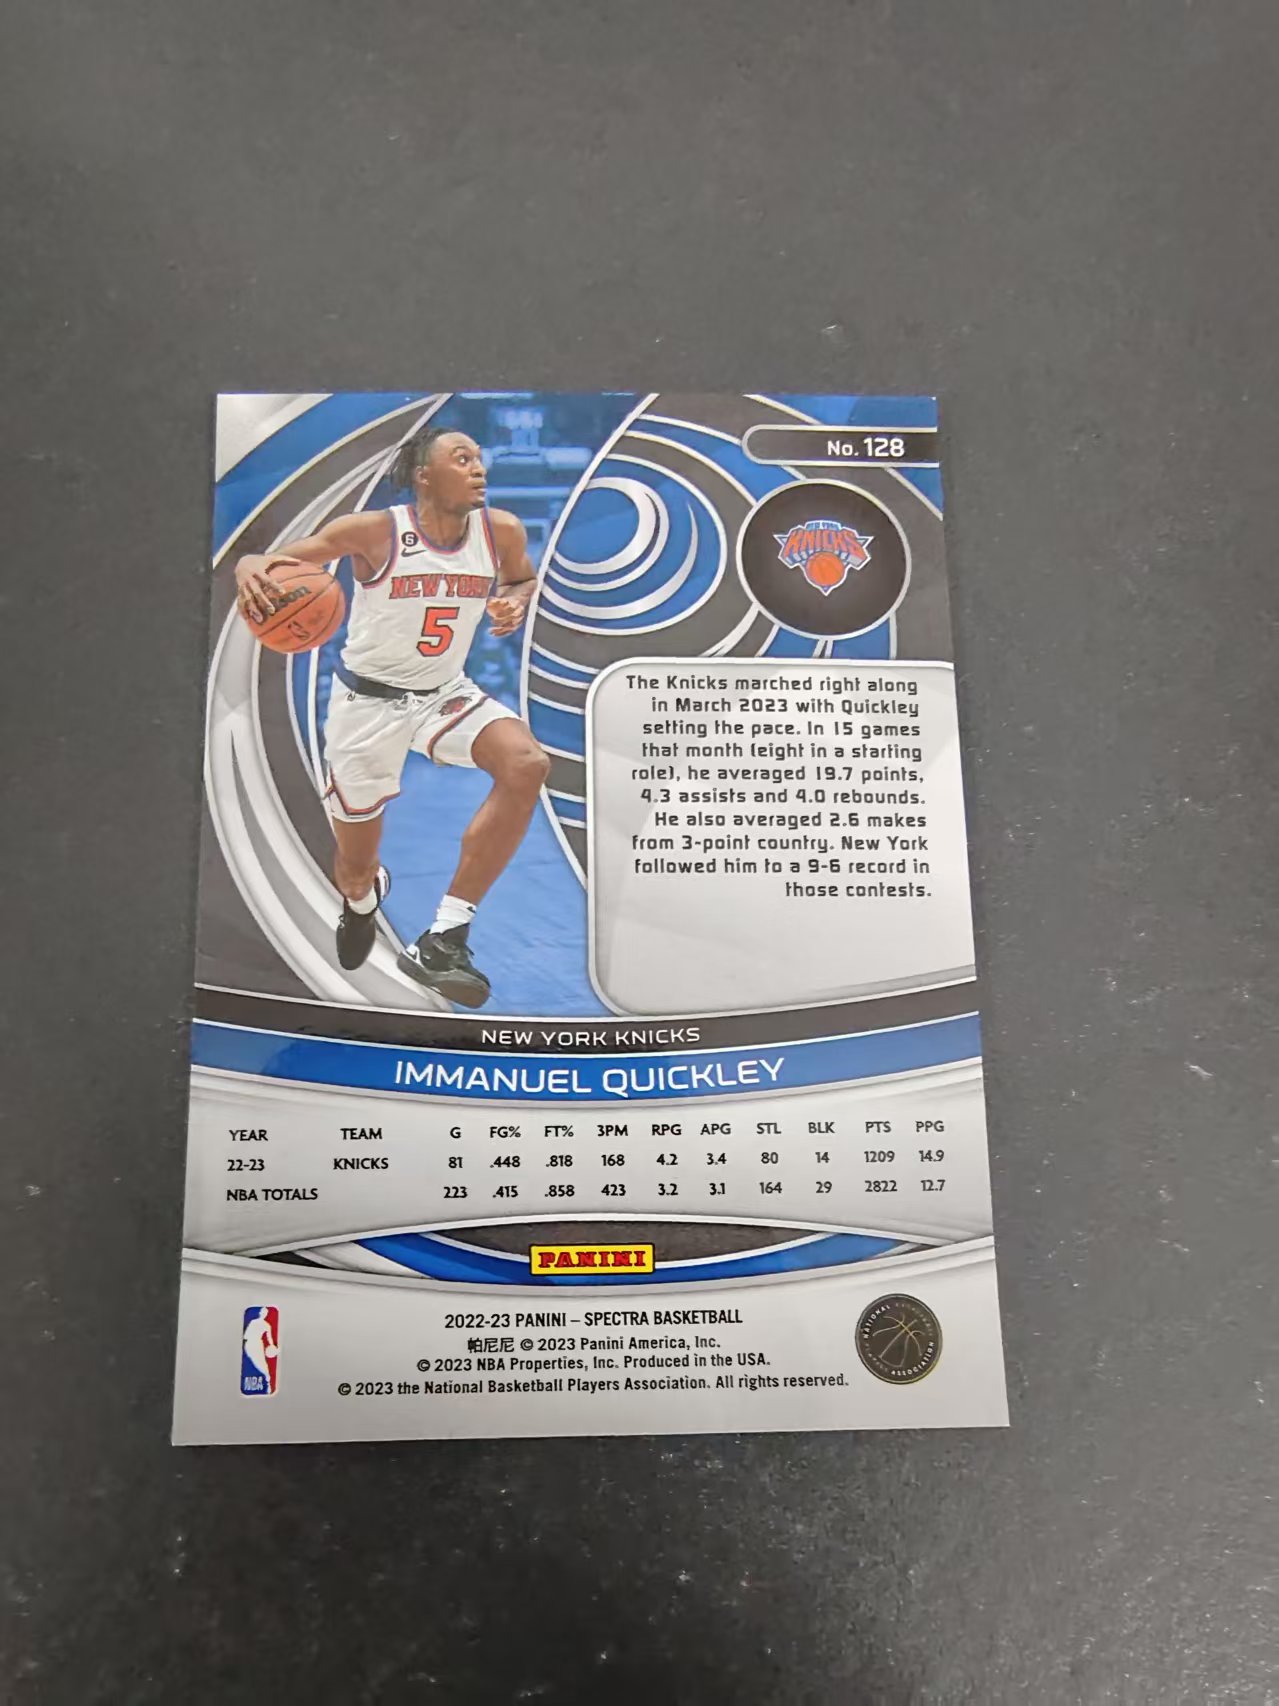 No. 128
NEW YORK
KNICKS
6
NEW YORK
5
The Knicks marched right along
in March 2023 with Quickley
setting the pace. In 15 games
that month (eight in a starting
role), he averaged 19.7 points,
4.3 assists and 4.0 rebounds.
He also averaged 2.6 makes
from 3-point country. New York
followed him to a 9-6 record in
those contests.
NEW YORK KNICKS
IMMANUEL QUICKLEY
YEAR TEAM G FG% FT% 3PM RPG APG STL BLK PTS PPG
22-23 KNICKS 81 .448 .818 168 4.2 3.4 80 14 1209 14.9
NBA TOTALS 223 .415 .858 423 3.2 3.1 164 29 2822 12.7
PANINI
2022-23 PANINI – SPECTRA BASKETBALL
帕尼尼 © 2023 Panini America, Inc.
© 2023 NBA Properties, Inc. Produced in the USA.
© 2023 the National Basketball Players Association. All rights reserved.
NBA
NATIONAL BASKETBALL PLAYERS ASSOCIATION